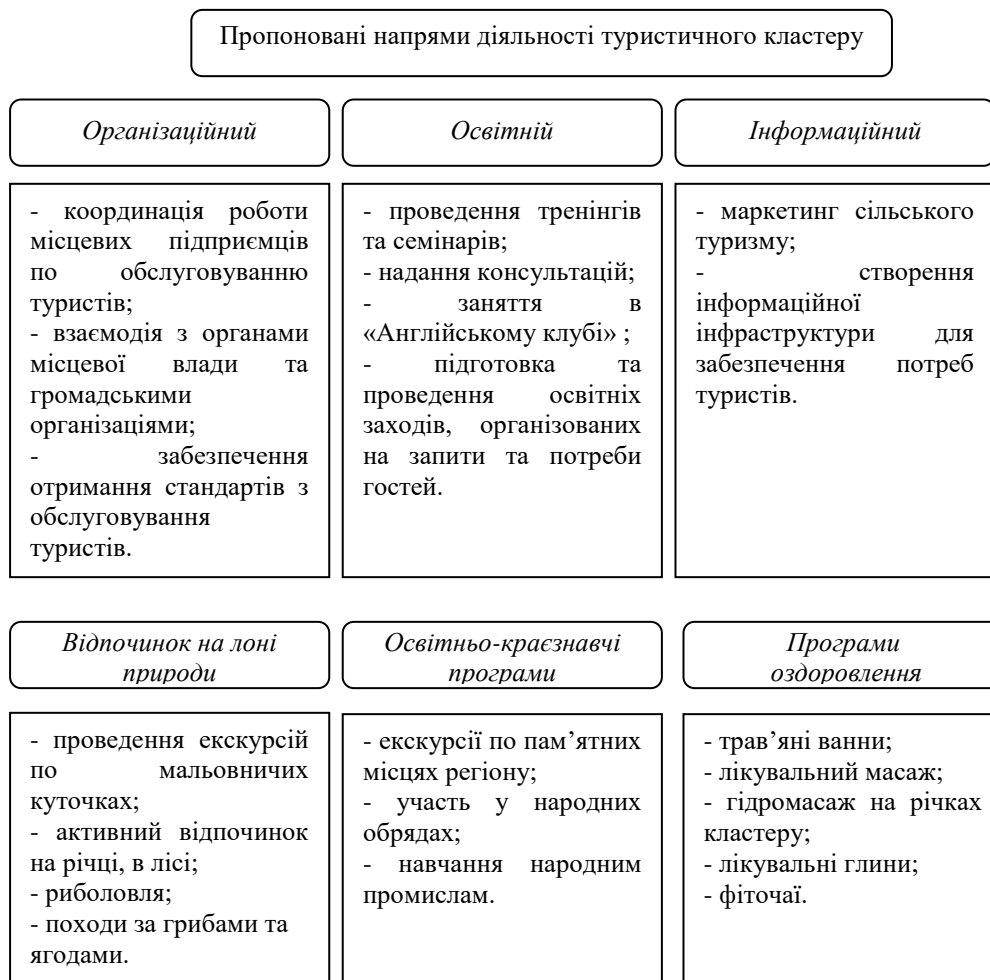 Пропоновані напрями діяльності туристичного кластеру
Організаційний
- координація роботи
місцевих підприємців
по обслуговуванню
туристів;
- взаємодія з органами
місцевої влади та
громадськими
організаціями;
- забезпечення
отримання стандартів з
обслуговування
туристів.
Освітній
- проведення тренінгів
та семінарів;
- надання консультацій;
- заняття в
«Англійському клубі» ;
- підготовка та
проведення освітніх
заходів, організованих
на запити та потреби
гостей.
Інформаційний
- маркетинг сільського
туризму;
- створення
інформаційної
інфраструктури для
забезпечення потреб
туристів.
Відпочинок на лоні
природи
- проведення екскурсій
по мальовничих
куточках;
- активний відпочинок
на річці, в лісі;
- риболовля;
- походи за грибами та
ягодами.
Освітньо-краєзнавчі
програми
- екскурсії по пам’ятних
місцях регіону;
- участь у народних
обрядах;
- навчання народним
промислам.
Програми
оздоровлення
- трав’яні ванни;
- лікувальний масаж;
- гідромасаж на річках
кластеру;
- лікувальні глини;
- фіточаї.